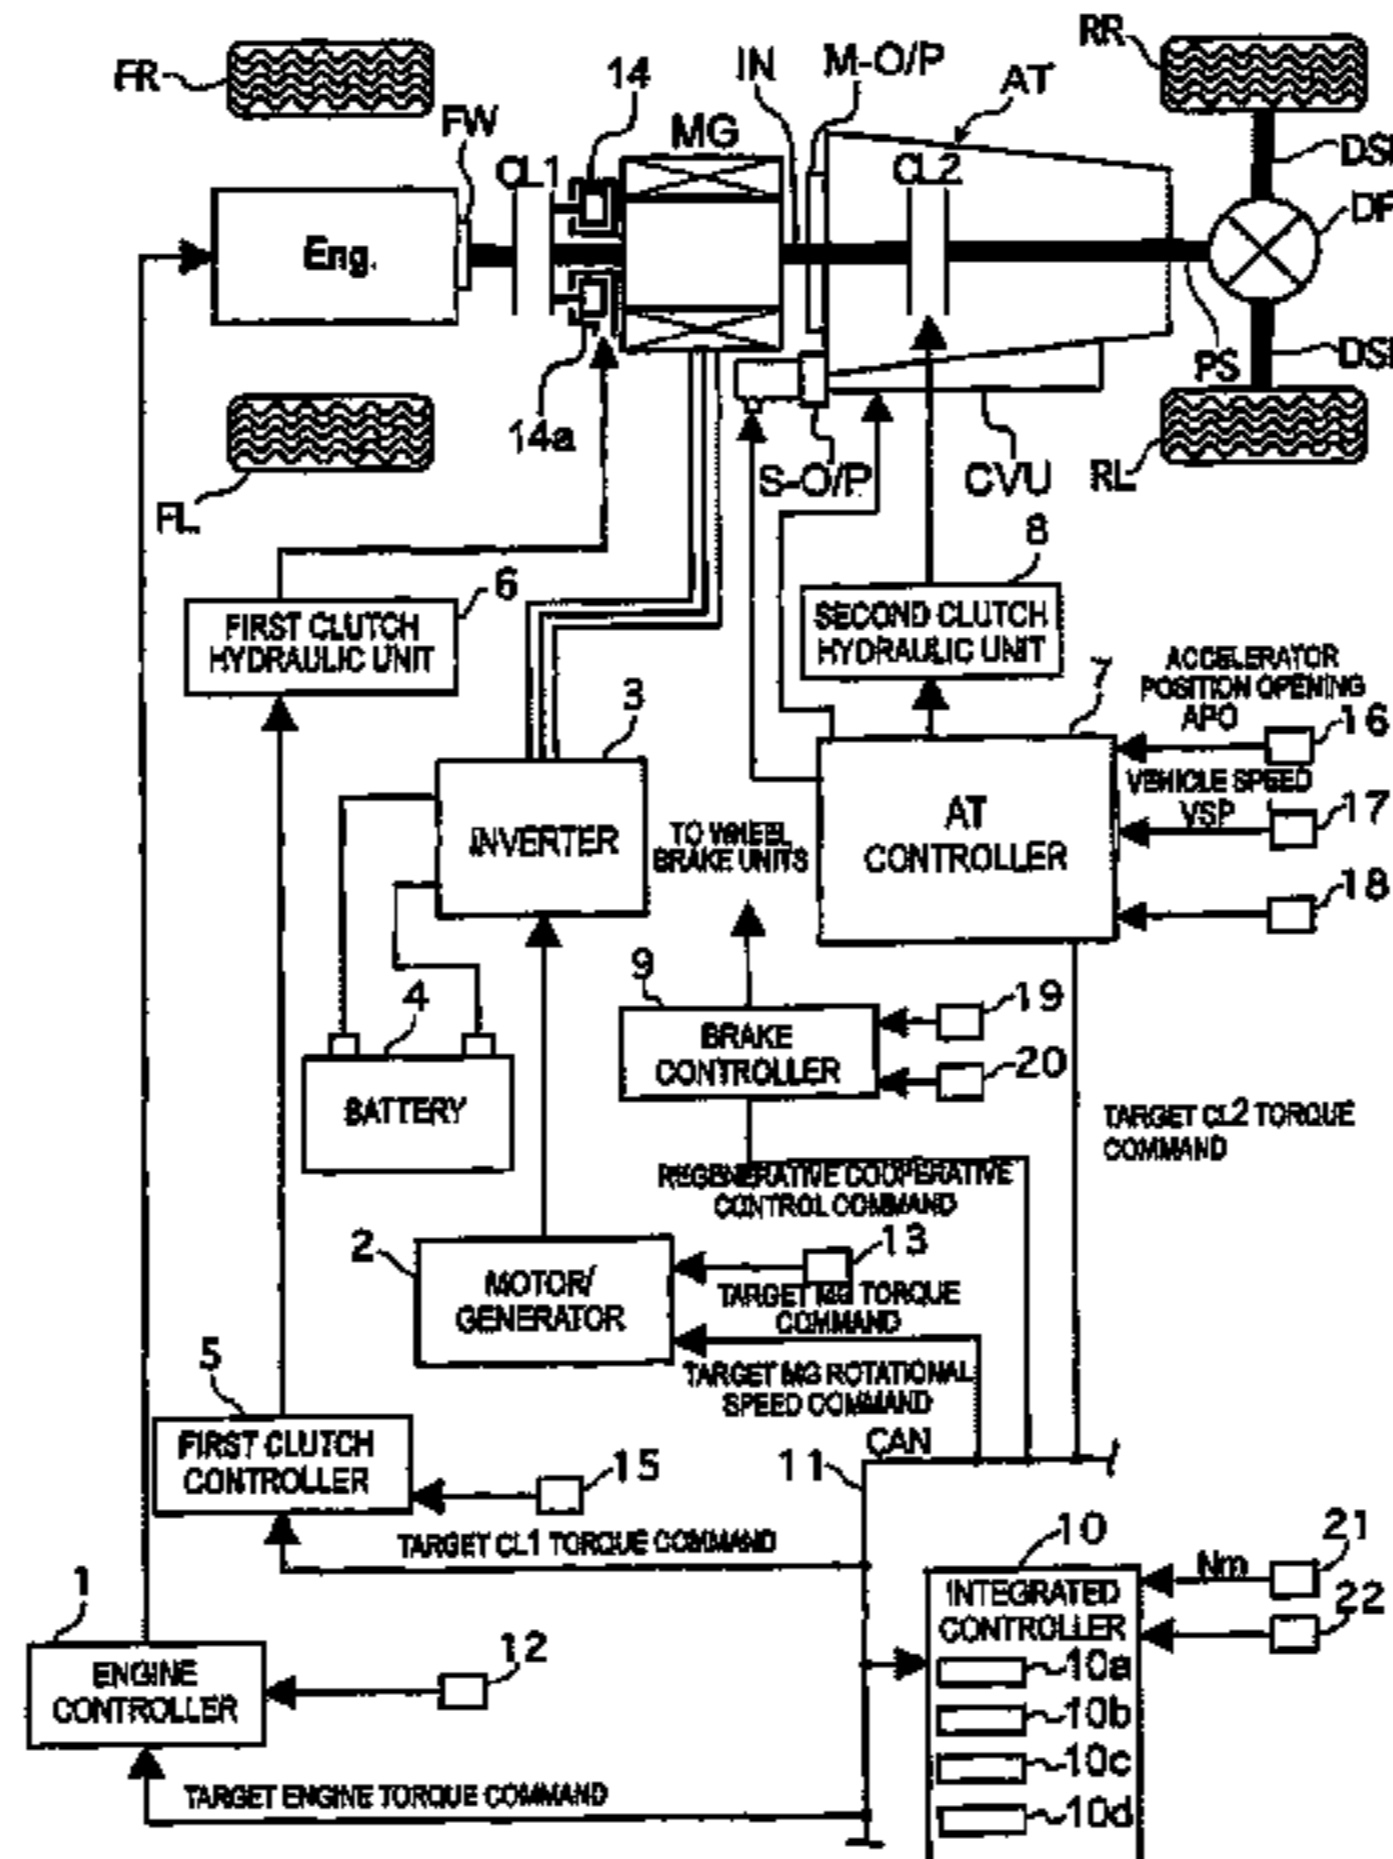 FR
FL
RR
RL
FW
CL1
14
14a
MG
IN
M-O/P
AT
CL2
Eng.
PS
S-O/P
CVU
6
FIRST CLUTCH
HYDRAULIC UNIT
8
SECOND CLUTCH
HYDRAULIC UNIT
3
INVERTER
4
BATTERY
TO WHEEL
BRAKE UNITS
7
AT
CONTROLLER
ACCELERATOR
POSITION OPENING
APO
16
VEHICLE SPEED
VSP
17
18
9
BRAKE
CONTROLLER
19
20
REGENERATIVE COOPERATIVE
CONTROL COMMAND
TARGET CL2 TORQUE
COMMAND
2
MOTOR/
GENERATOR
13
TARGET MG TORQUE
COMMAND
TARGET MG ROTATIONAL
SPEED COMMAND
5
FIRST CLUTCH
CONTROLLER
15
TARGET CL1 TORQUE COMMAND
CAN
11
1
ENGINE
CONTROLLER
12
TARGET ENGINE TORQUE COMMAND
10
INTEGRATED
CONTROLLER
10a
10b
10c
10d
Nm
21
22